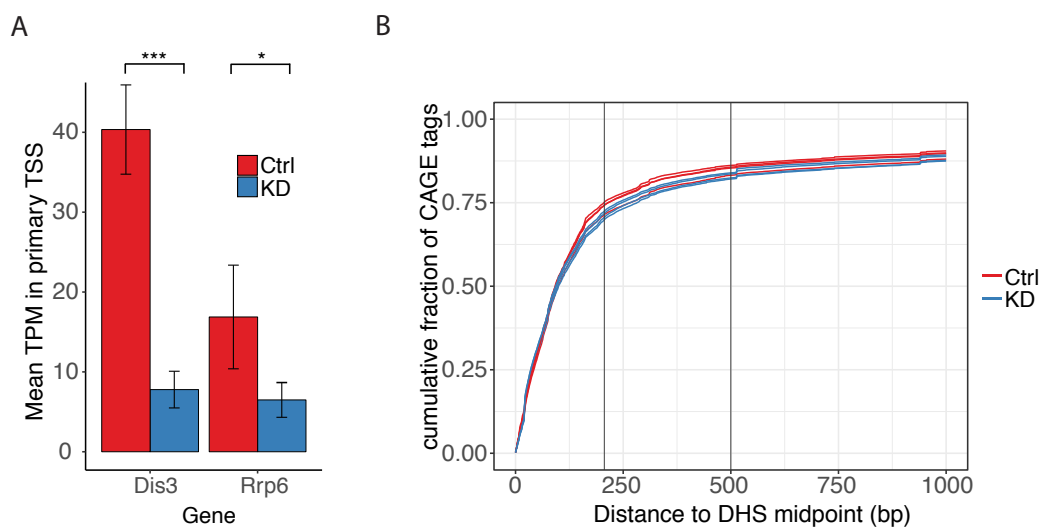 A
***
*
Mean TPM in primary TSS
40
30
20
10
0
Ctrl
KD
Dis3
Rrp6
Gene
B
cumulative fraction of CAGE tags
1.00
0.75
0.50
0.25
0.00
0
250
500
750
1000
Distance to DHS midpoint (bp)
Ctrl
KD